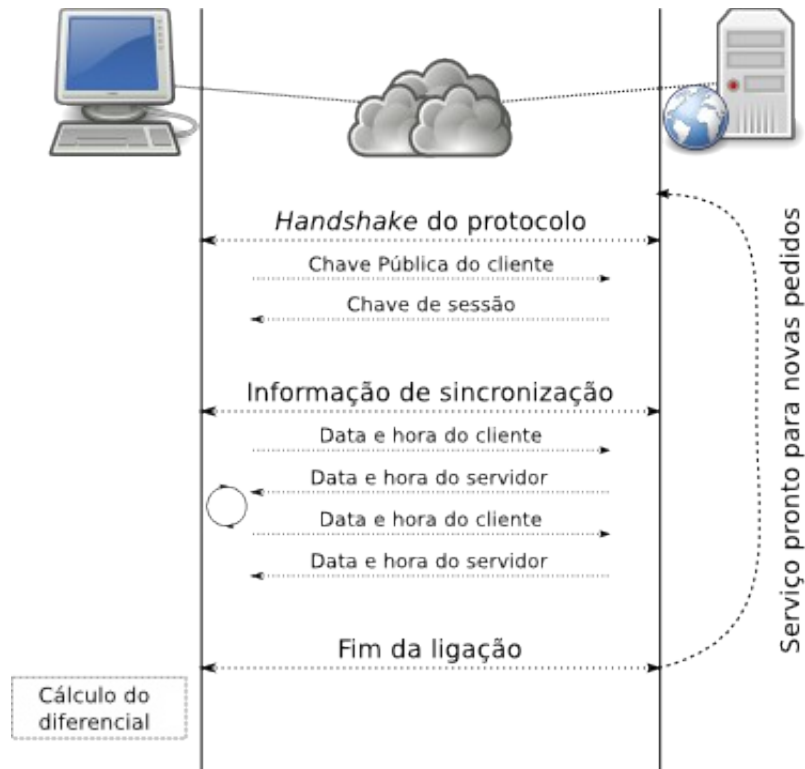 Handshake do protocolo
Chave Pública do cliente
Chave de sessão
Informação de sincronização
Data e hora do cliente
Data e hora do servidor
Data e hora do cliente
Data e hora do servidor
Fim da ligação
Cálculo do
diferencial
Serviço pronto para novas pedidos